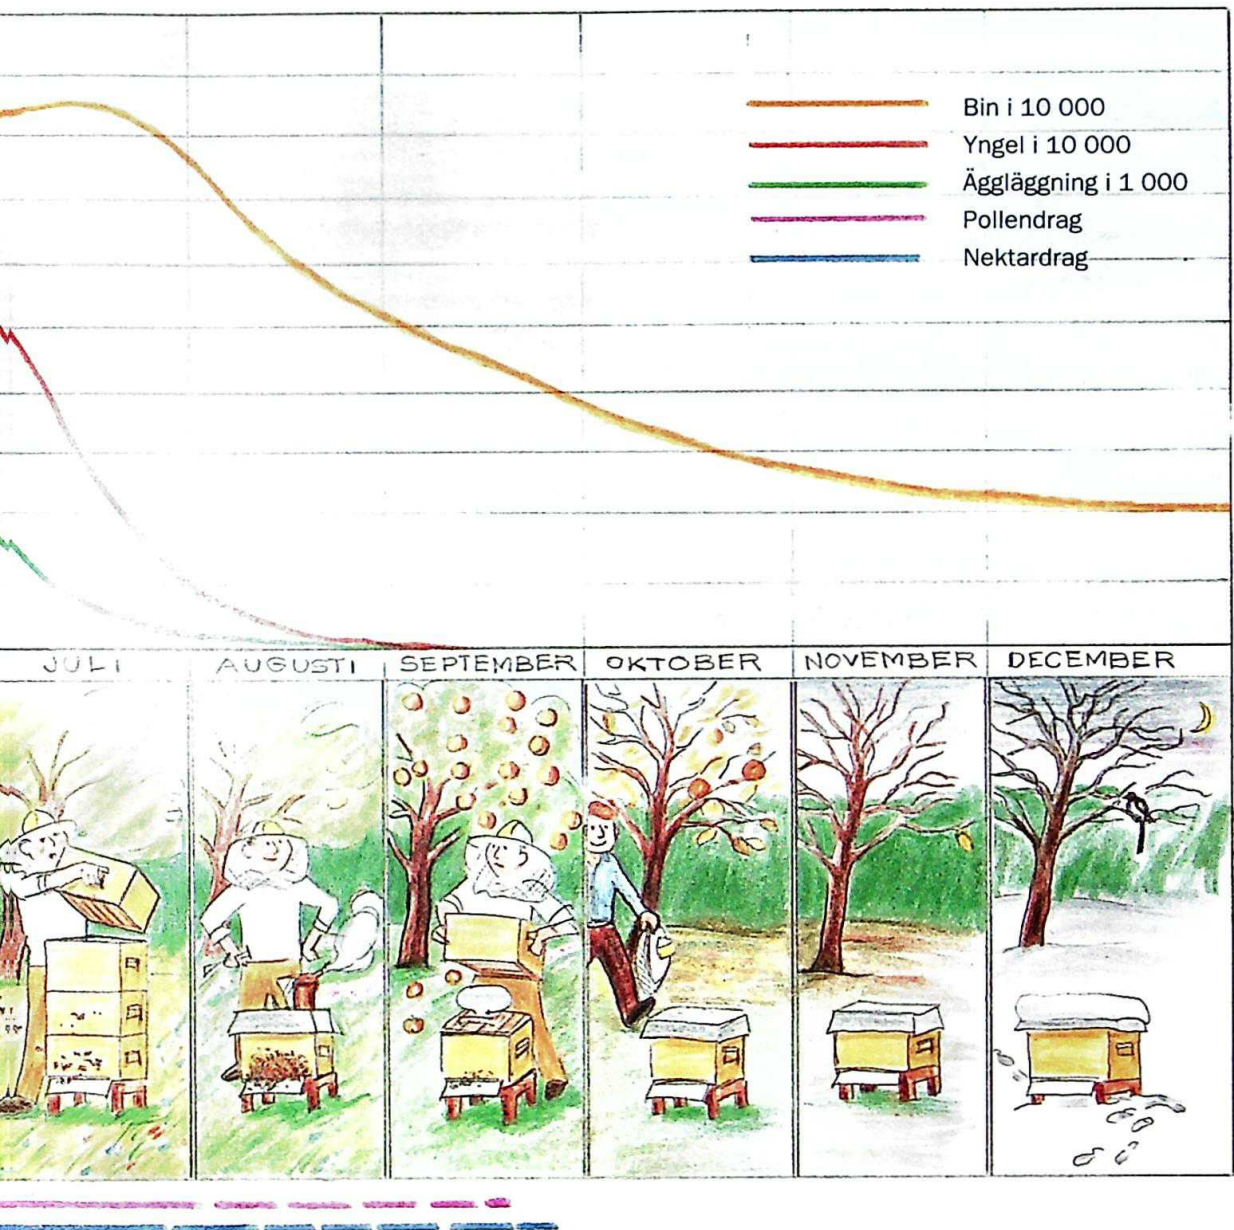 Bin i 10 000
Yngel i 10 000
Äggläggning i 1 000
Pollendrag
Nektardrag
JULI AUGUSTI SEPTEMBER OKTOBER NOVEMBER DECEMBER